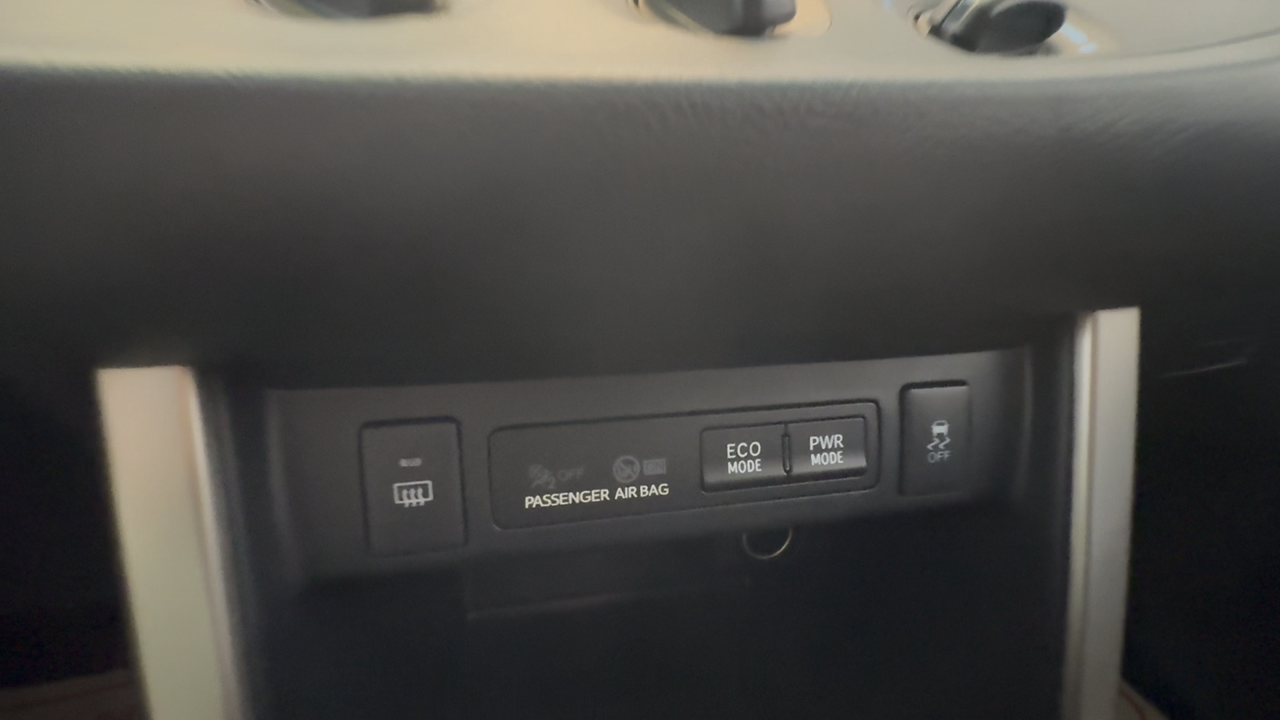 OFF
PASSENGER AIR BAG
ECO
MODE
PWR
MODE
OFF